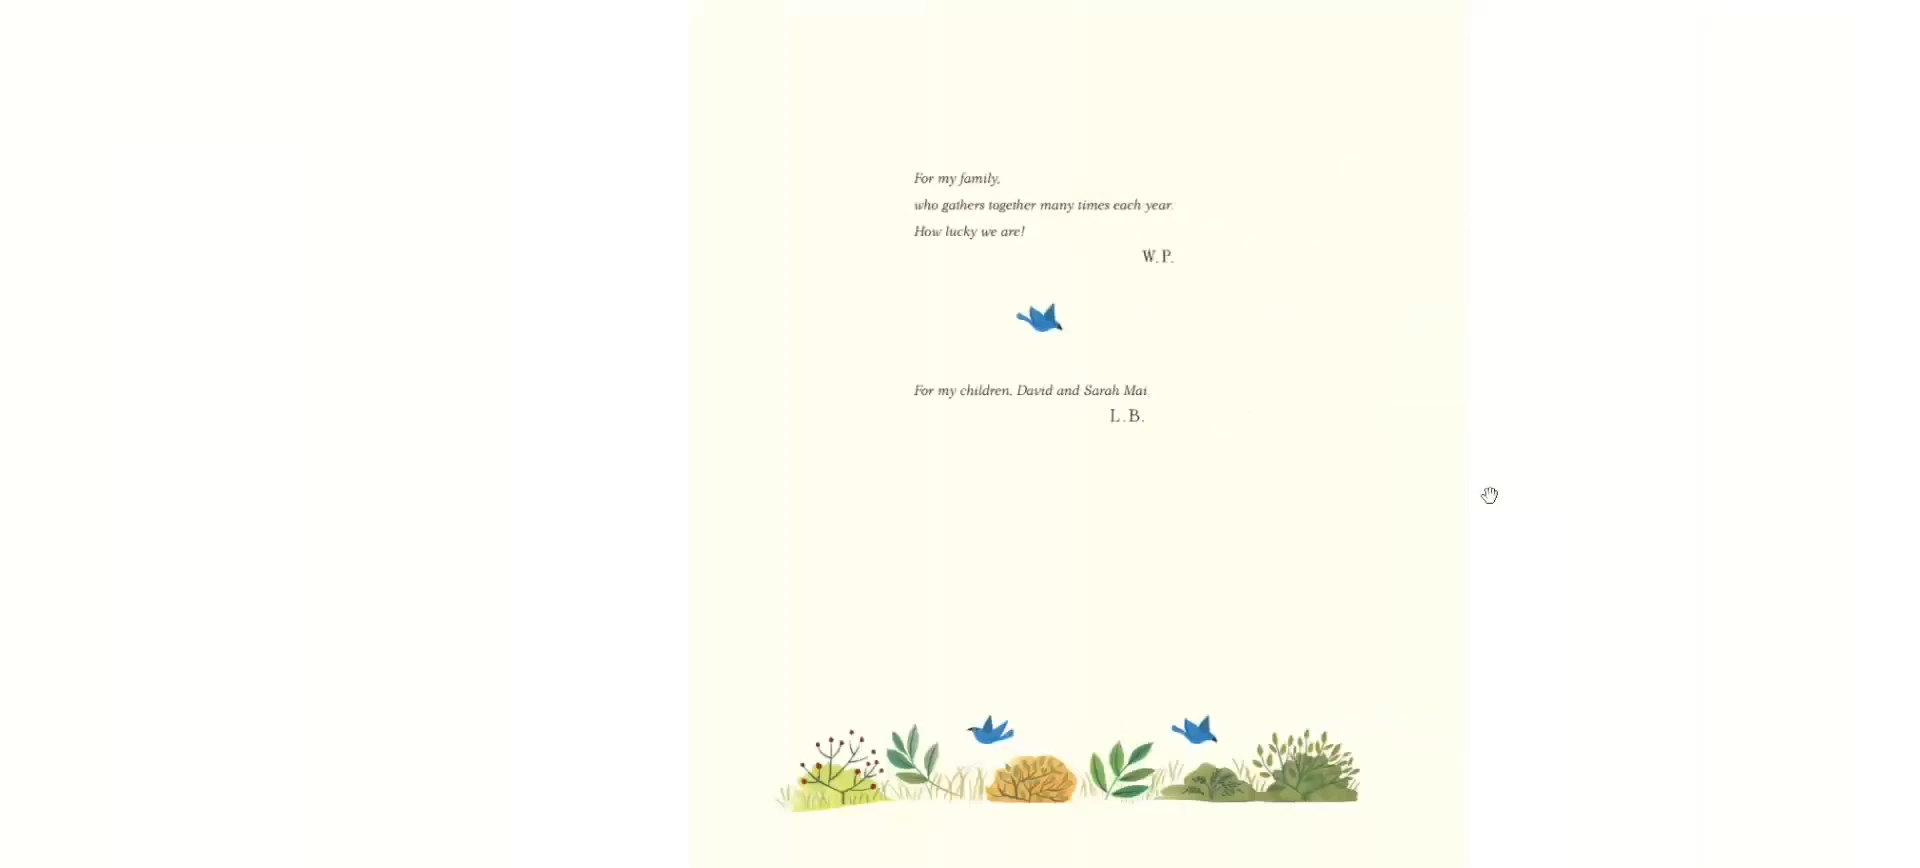 For my family,
who gathers together many times each year.
How lucky we are!
W. P.
For my children, David and Sarah Mai.
L. B.